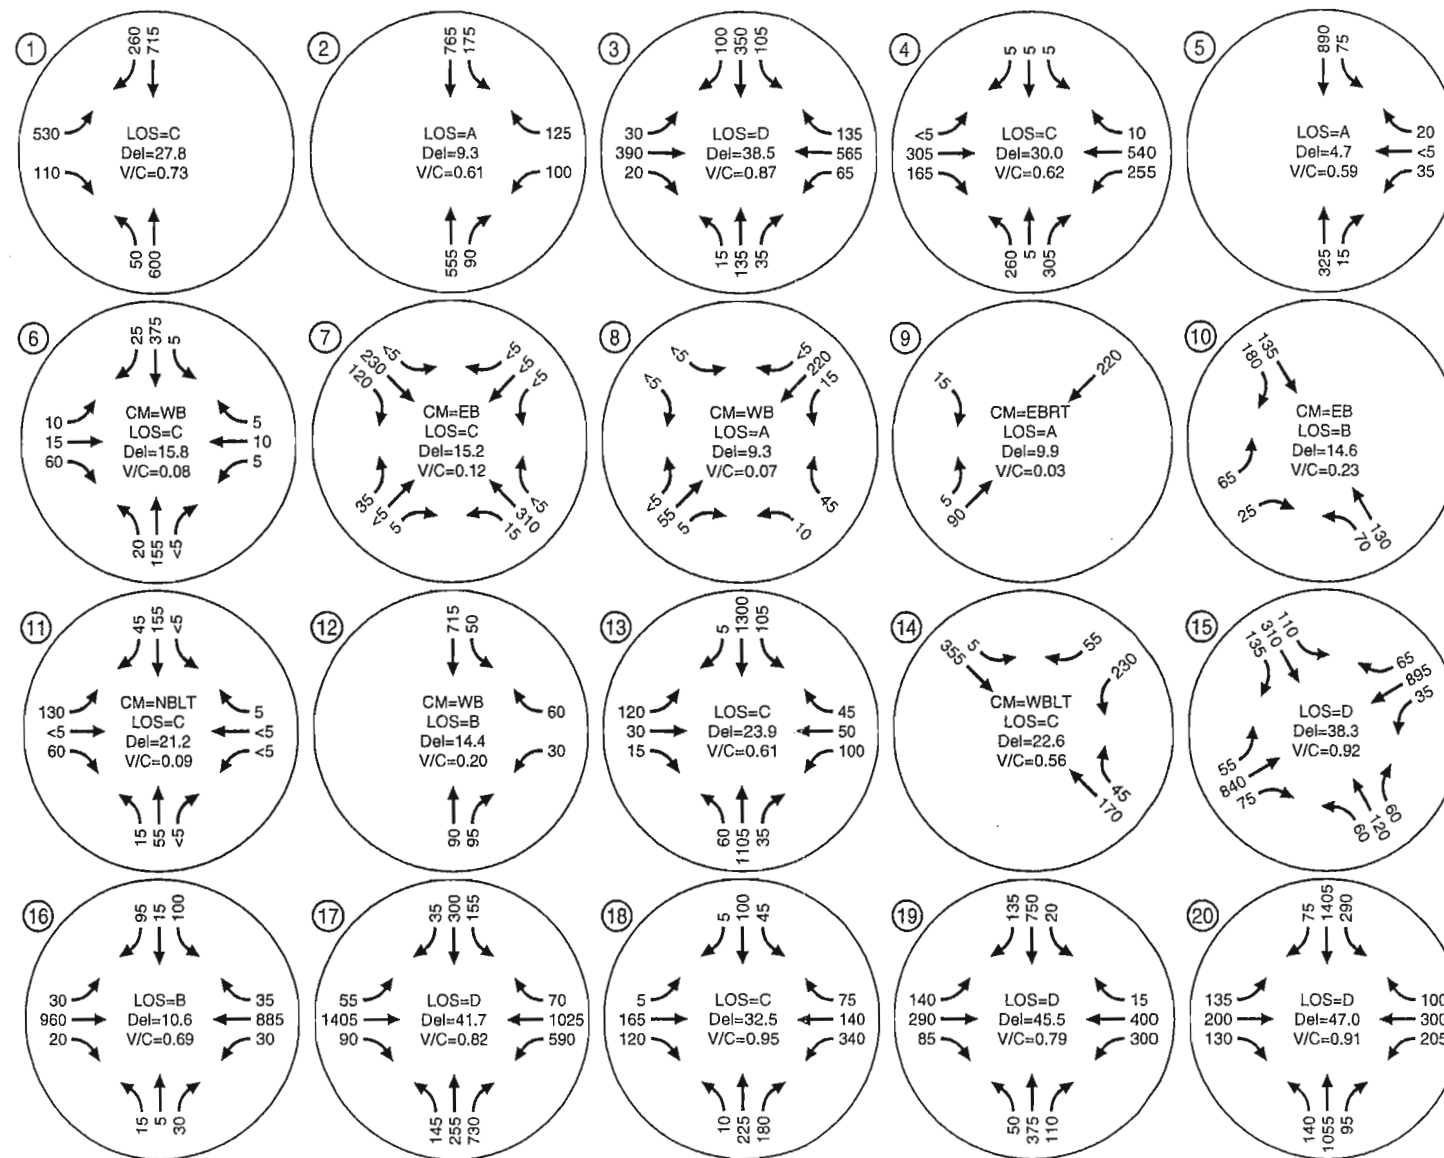 1
260 715
530
110
LOS=C
Del=27.8
V/C=0.73
50 600
2
765 175
LOS=A
Del=9.3
V/C=0.61
125
100
555 90
3
100 350 105
30
390
20
LOS=D
Del=38.5
V/C=0.87
135
565
65
15 135 35
4
5 5 5
<5
305
165
LOS=C
Del=30.0
V/C=0.62
10
540
255
260 5 305
5
890 75
LOS=A
Del=4.7
V/C=0.59
20
<5
35
325 15
6
25 375 5
10
15
60
CM=WB
LOS=C
Del=15.8
V/C=0.08
5
10
5
20 155 <5
7
<5
230
120
<5
<5
<5
CM=EB
LOS=C
Del=15.2
V/C=0.12
35
<5
5
<5
310
15
8
<5
<5
<5
220
15
CM=WB
LOS=A
Del=9.3
V/C=0.07
<5
55
5
45
10
9
15
220
CM=EBRT
LOS=A
Del=9.9
V/C=0.03
5
90
10
135
180
CM=EB
LOS=B
Del=14.6
V/C=0.23
65
25
130
70
11
45 155 <5
130
<5
60
CM=NBLT
LOS=C
Del=21.2
V/C=0.09
5
<5
<5
15 55 <5
12
715 50
CM=WB
LOS=B
Del=14.4
V/C=0.20
60
30
90 95
13
5 1300 105
120
30
15
LOS=C
Del=23.9
V/C=0.61
45
50
100
60 1105 35
14
5
355
55
230
CM=WBLT
LOS=C
Del=22.6
V/C=0.56
45
170
15
110
310
135
65
895
35
LOS=D
Del=38.3
V/C=0.92
55
840
75
60
120
60
16
95 15 100
30
960
20
LOS=B
Del=10.6
V/C=0.69
35
885
30
15 5 30
17
35 300 155
55
1405
90
LOS=D
Del=41.7
V/C=0.82
70
1025
590
145 255 730
18
5 100 45
5
165
120
LOS=C
Del=32.5
V/C=0.95
75
140
340
10 225 180
19
135 750 20
140
290
85
LOS=D
Del=45.5
V/C=0.79
15
400
300
50 375 110
20
75 1405 290
135
200
130
LOS=D
Del=47.0
V/C=0.91
100
300
205
140 1055 95